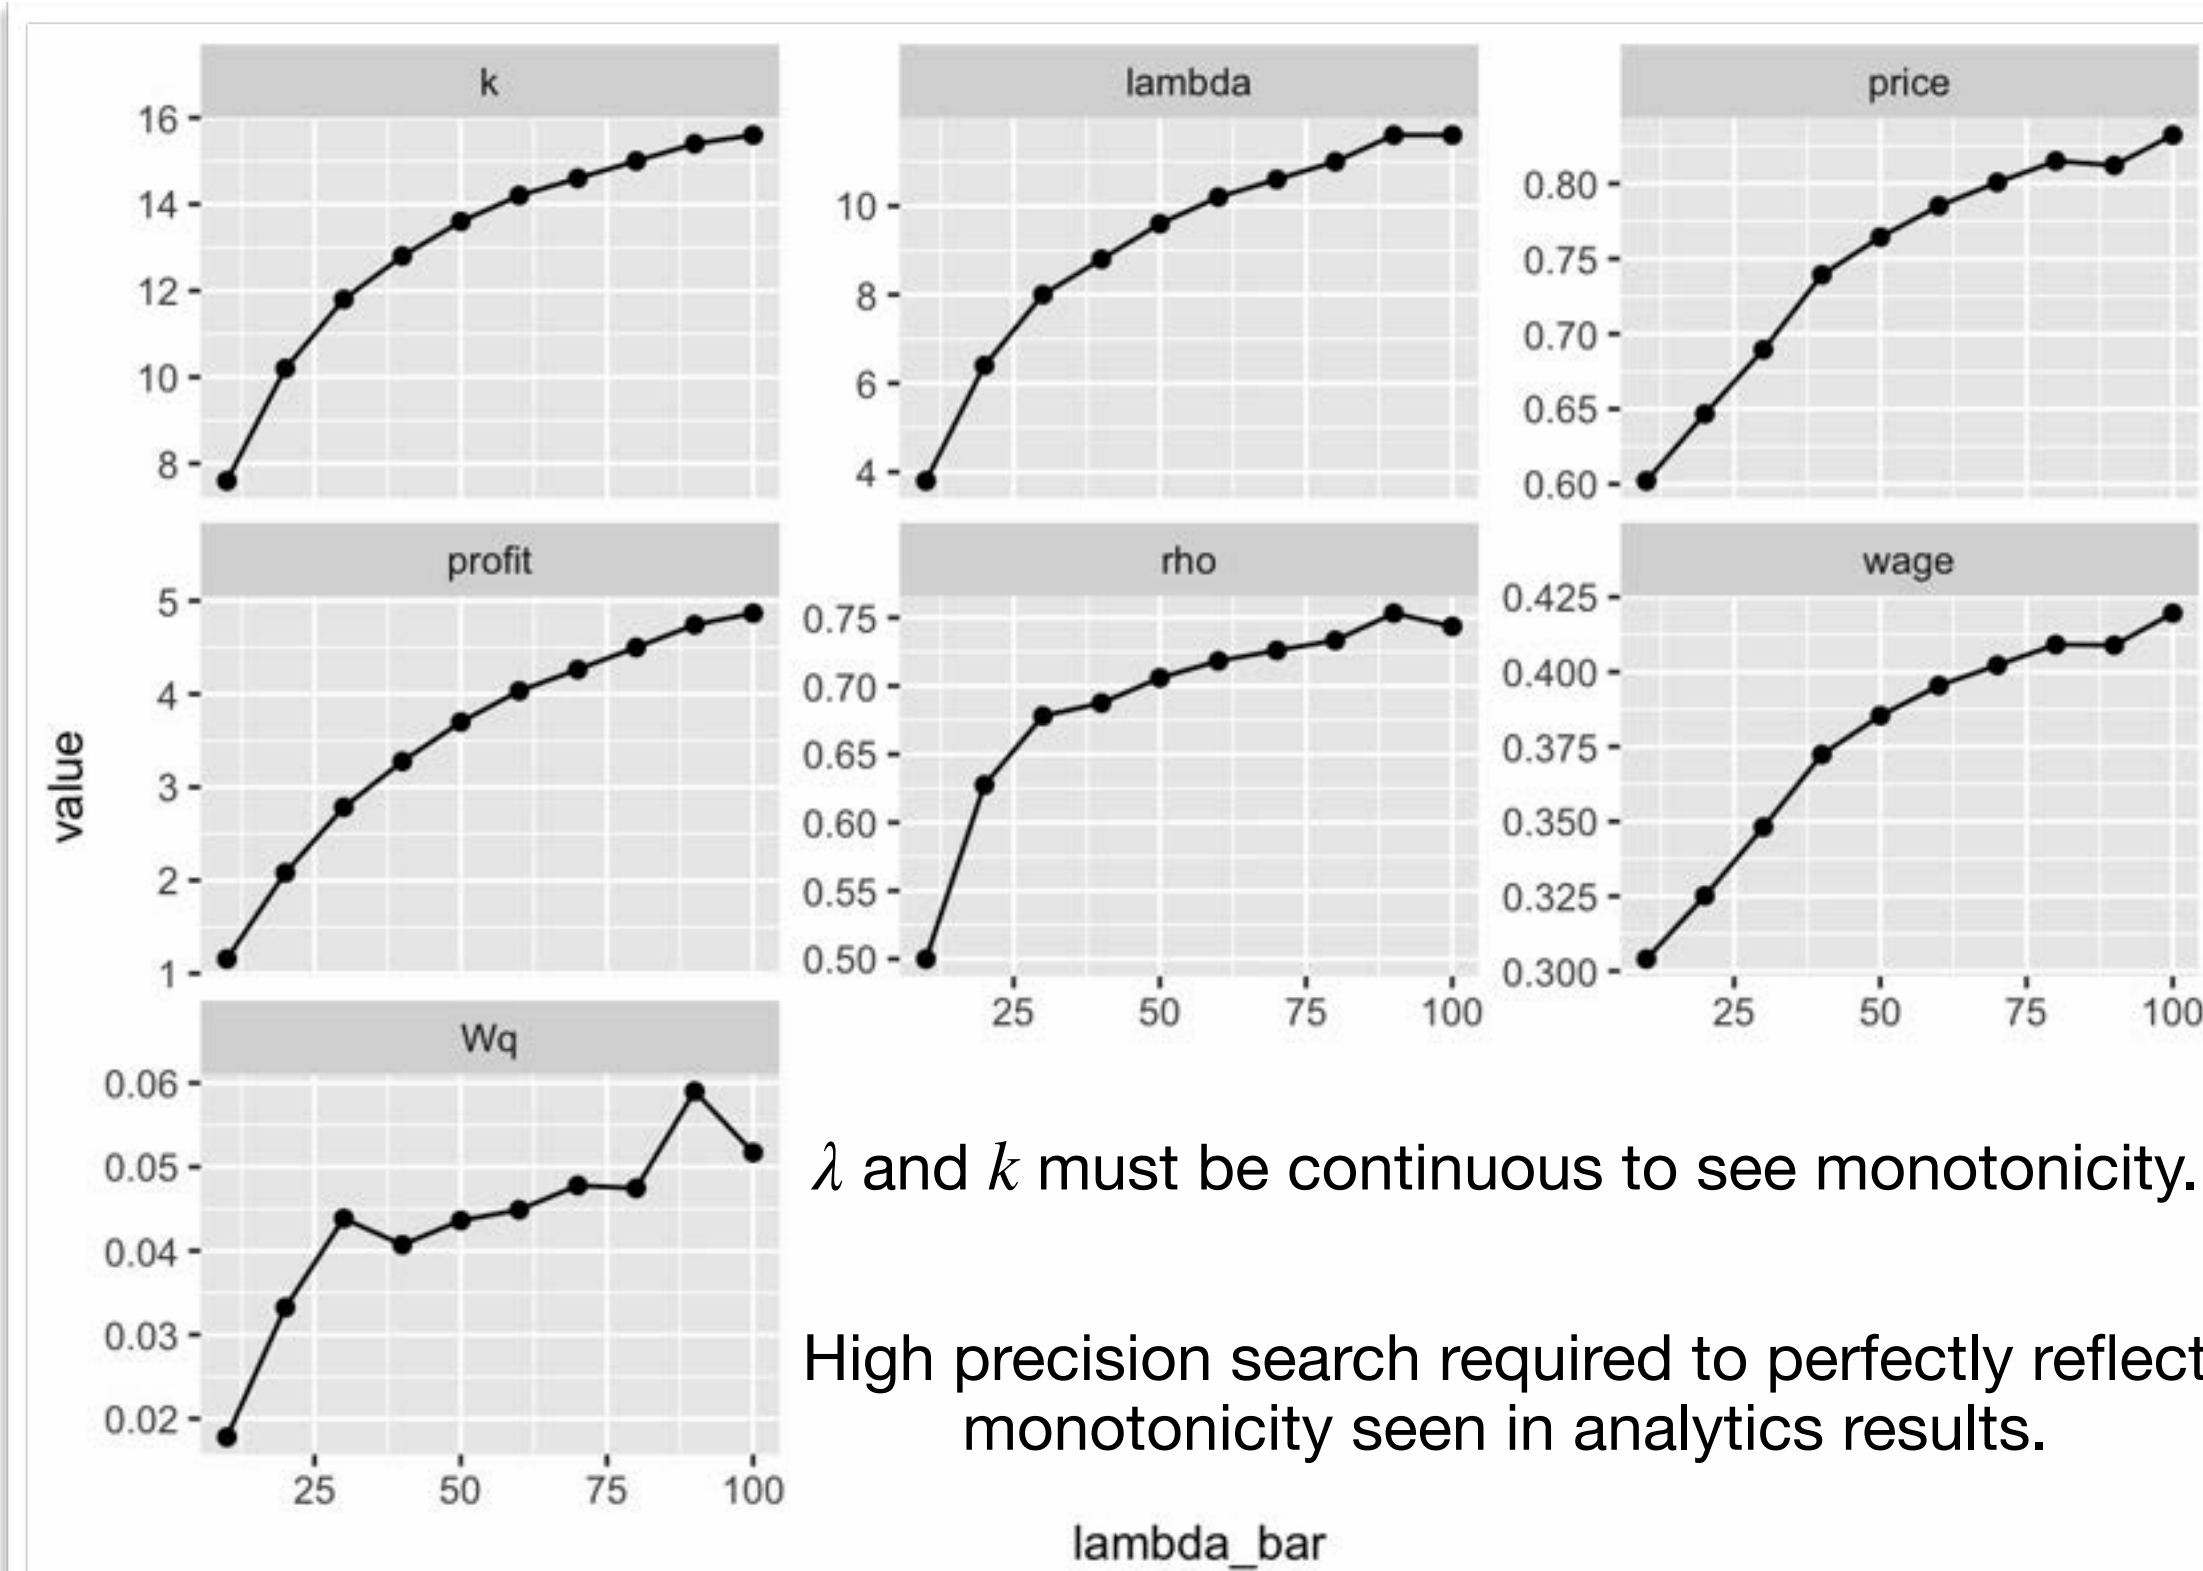 k
16
14
12
10
8
lambda
10
8
6
4
price
0.80
0.75
0.70
0.65
0.60
profit
5
4
3
2
1
rho
0.75
0.70
0.65
0.60
0.55
0.50
25 50 75 100
wage
0.425
0.400
0.375
0.350
0.325
0.300
25 50 75 100
value
Wq
0.06
0.05
0.04
0.03
0.02
25 50 75 100
λ and k must be continuous to see monotonicity.
High precision search required to perfectly reflect
monotonicity seen in analytics results.
lambda_bar